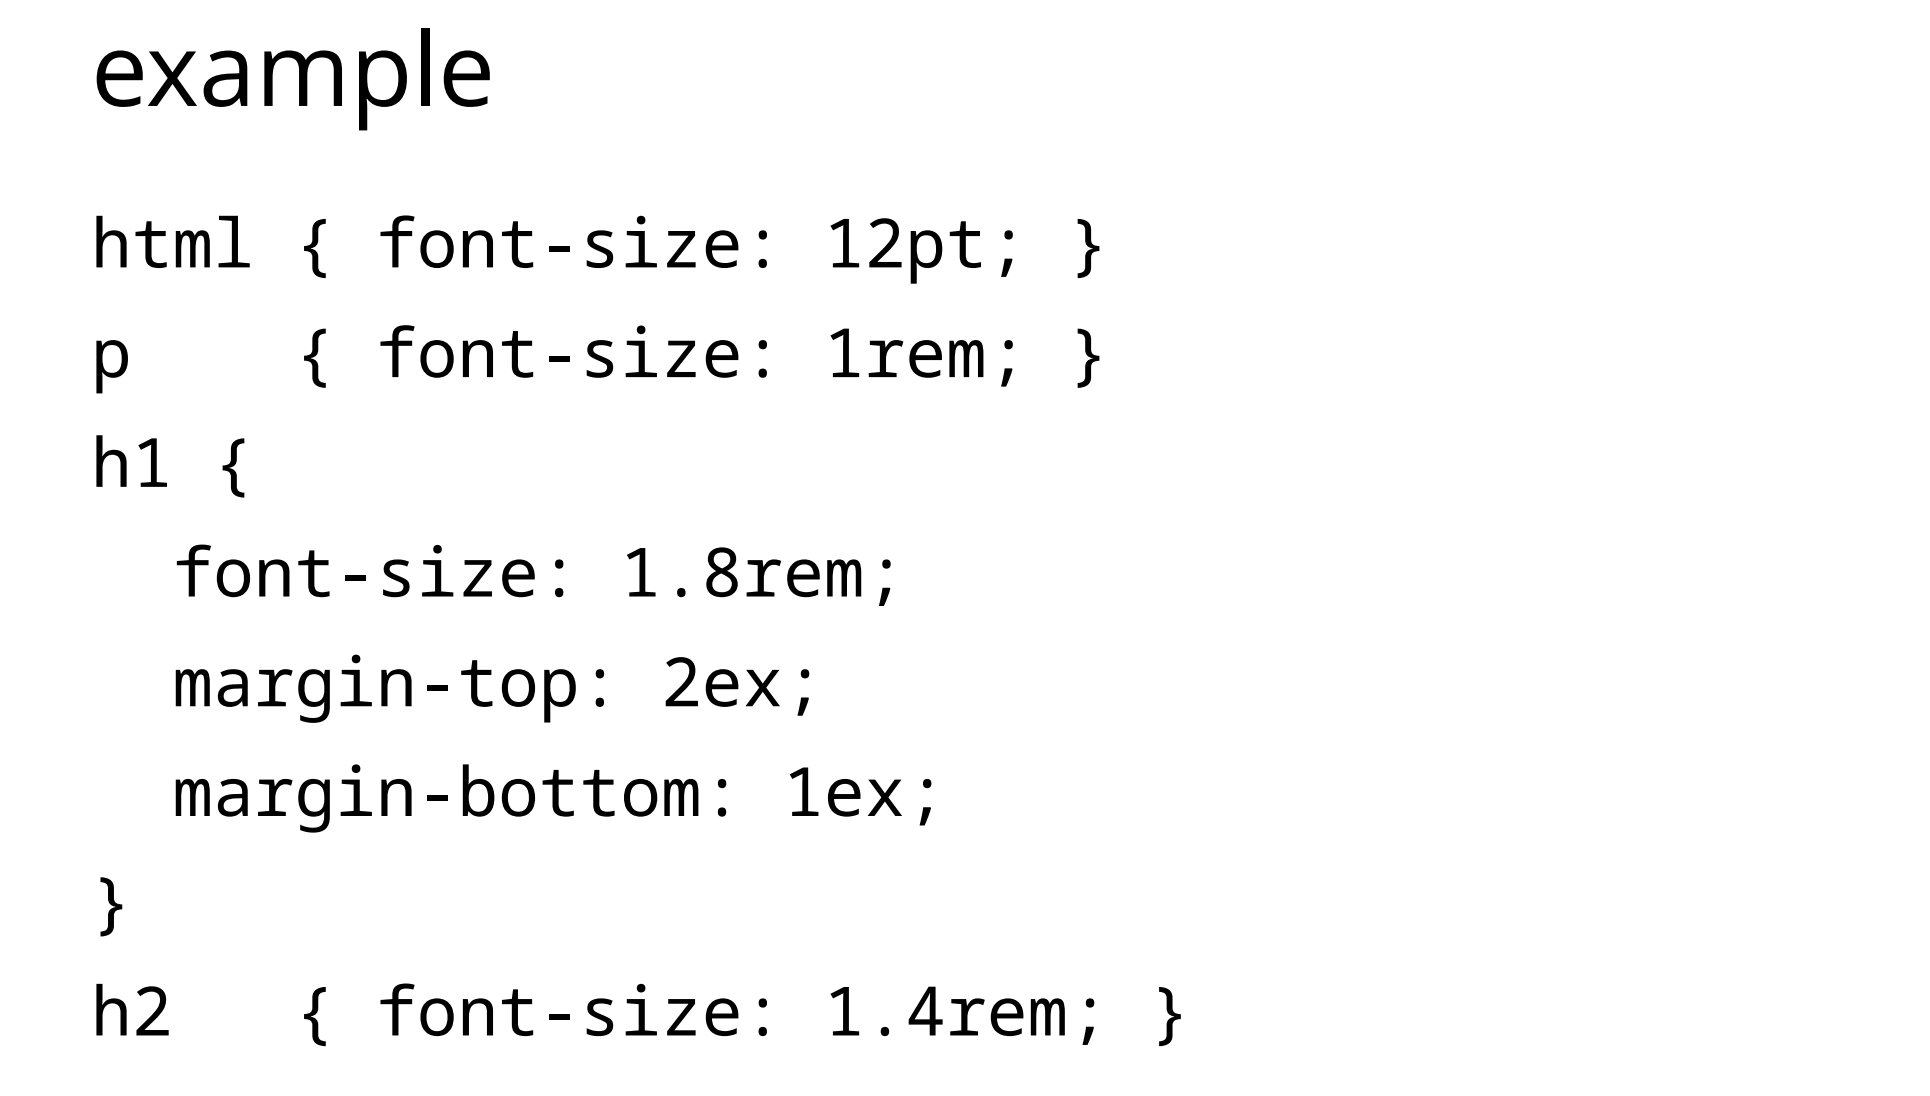 example
html { font-size: 12pt; }
p    { font-size: 1rem; }
h1 {
  font-size: 1.8rem;
  margin-top: 2ex;
  margin-bottom: 1ex;
}
h2   { font-size: 1.4rem; }